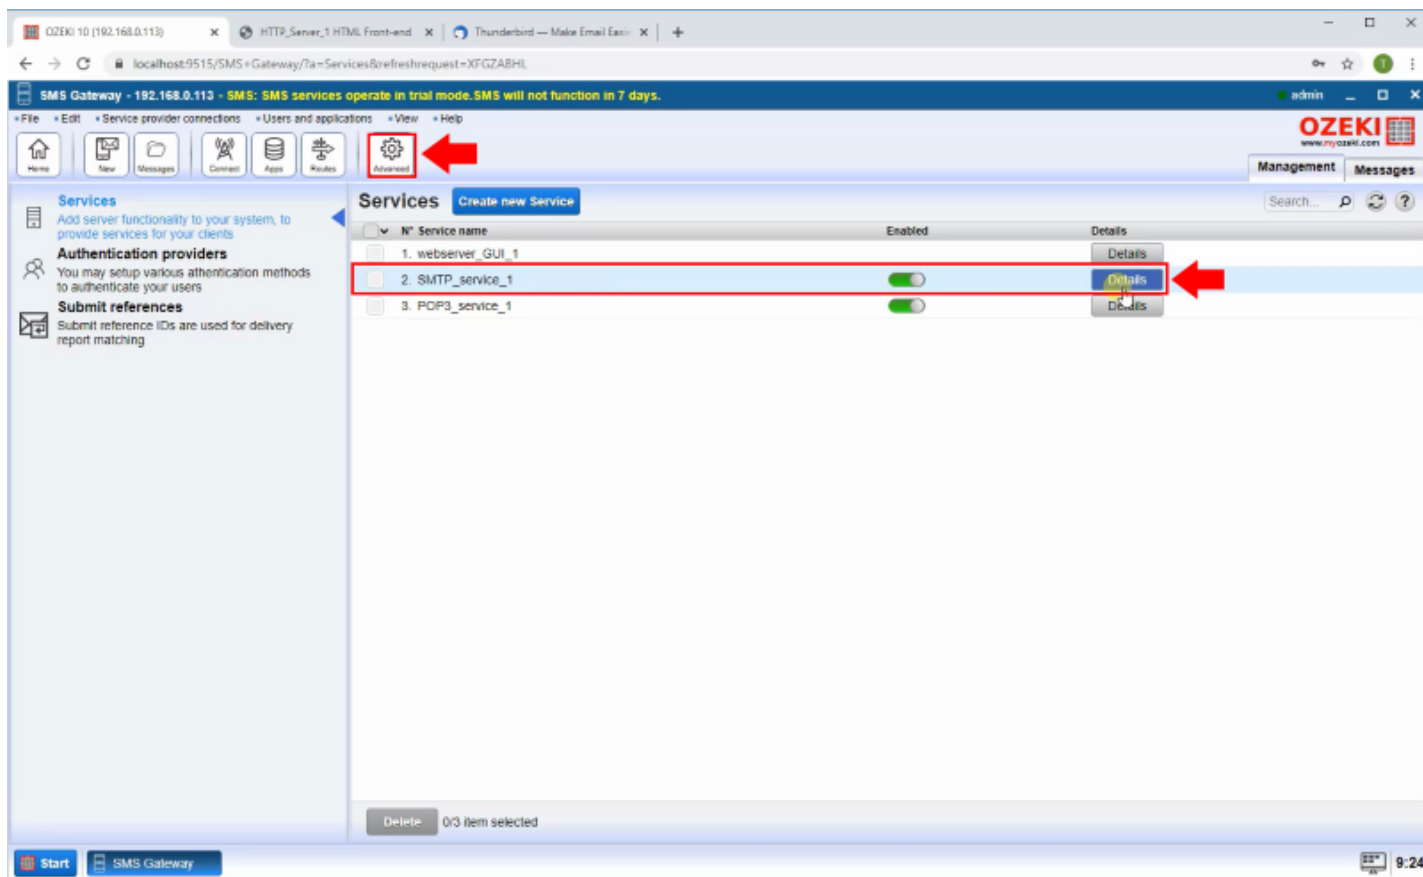 OZEKI 10 (192.168.0.113)
HTTP_Server_1 HTML Front-end
Thunderbird — Make Email Easi
localhost:9515/SMS+Gateway/?a=Services&refreshrequest=XFGZABHL
T
SMS Gateway - 192.168.0.113 - SMS: SMS services operate in trial mode.SMS will not function in 7 days.
admin
File Edit Service provider connections Users and applications View Help
Home
New
Messages
Connect
Apps
Routes
Advanced
OZEKI
www.myozeki.com
Management
Messages
Services
Add server functionality to your system, to
provide services for your clients
Authentication providers
You may setup various athentication methods
to authenticate your users
Submit references
Submit reference IDs are used for delivery
report matching
Services
Create new Service
Search...
?
N° Service name
Enabled
Details
1. webserver_GUI_1
Details
2. SMTP_service_1
Details
3. POP3_service_1
Details
Delete
0/3 item selected
Start
SMS Gateway
9:24